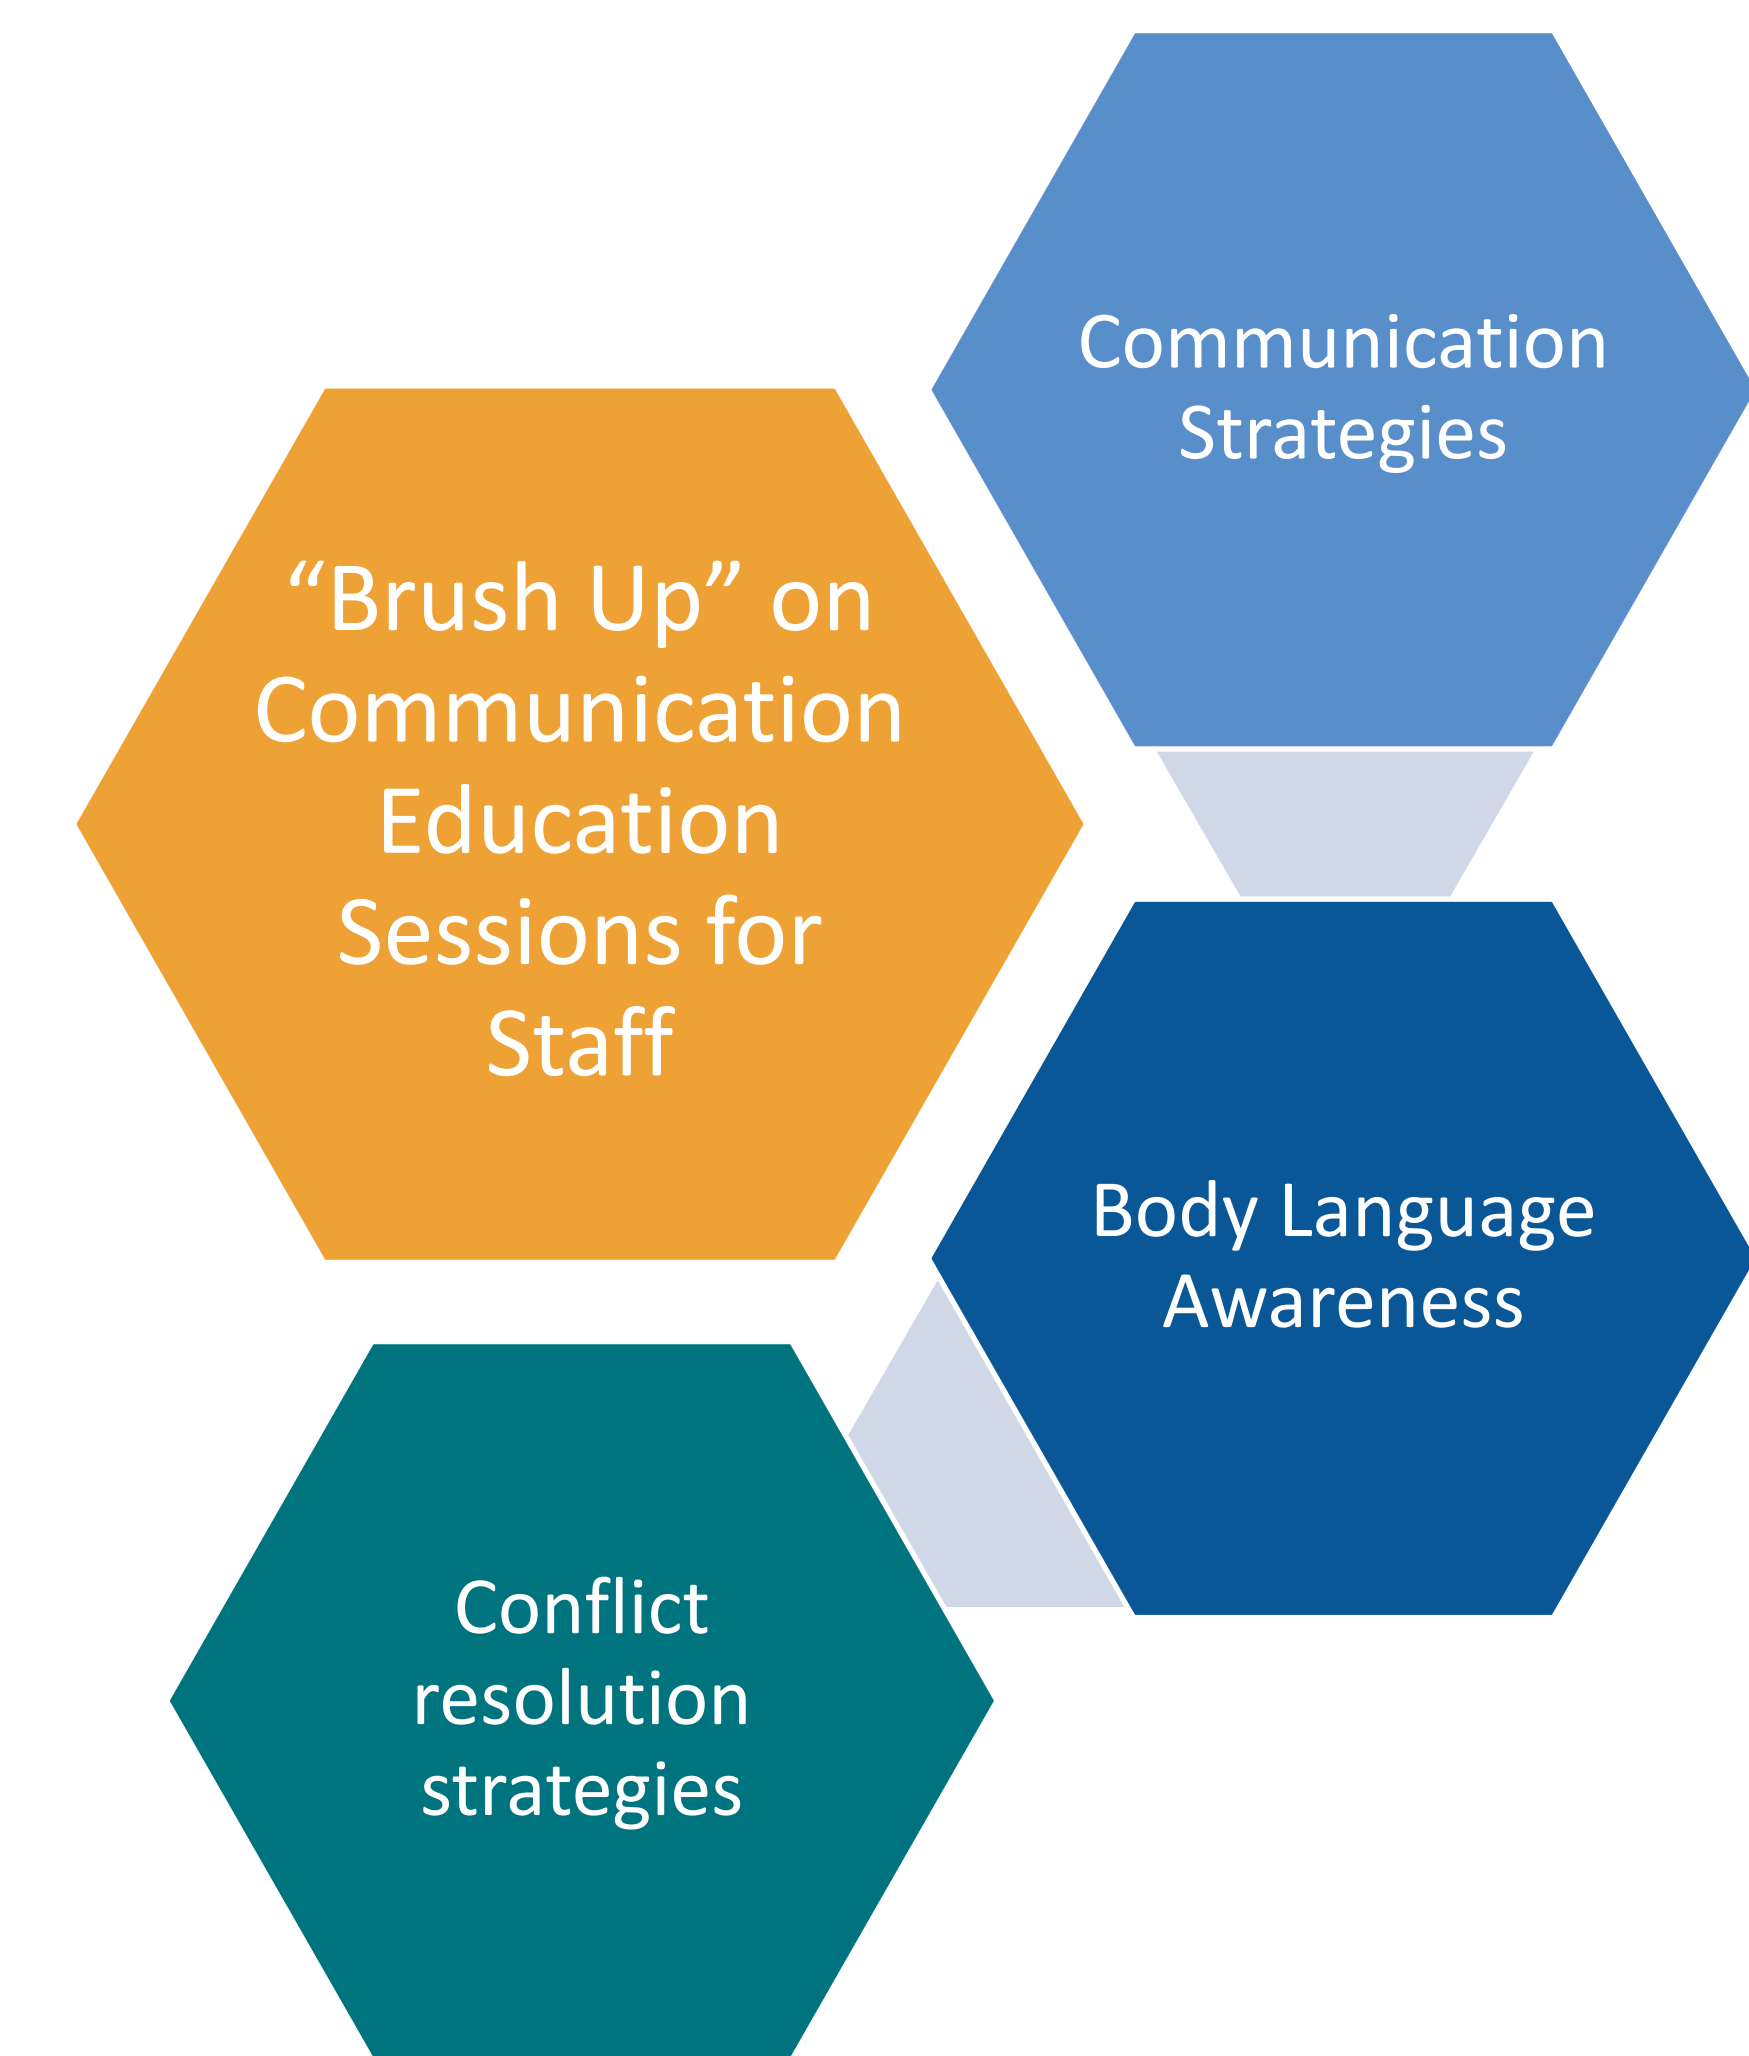 “Brush Up” on
Communication
Education
Sessions for
Staff
Communication
Strategies
Body Language
Awareness
Conflict
resolution
strategies